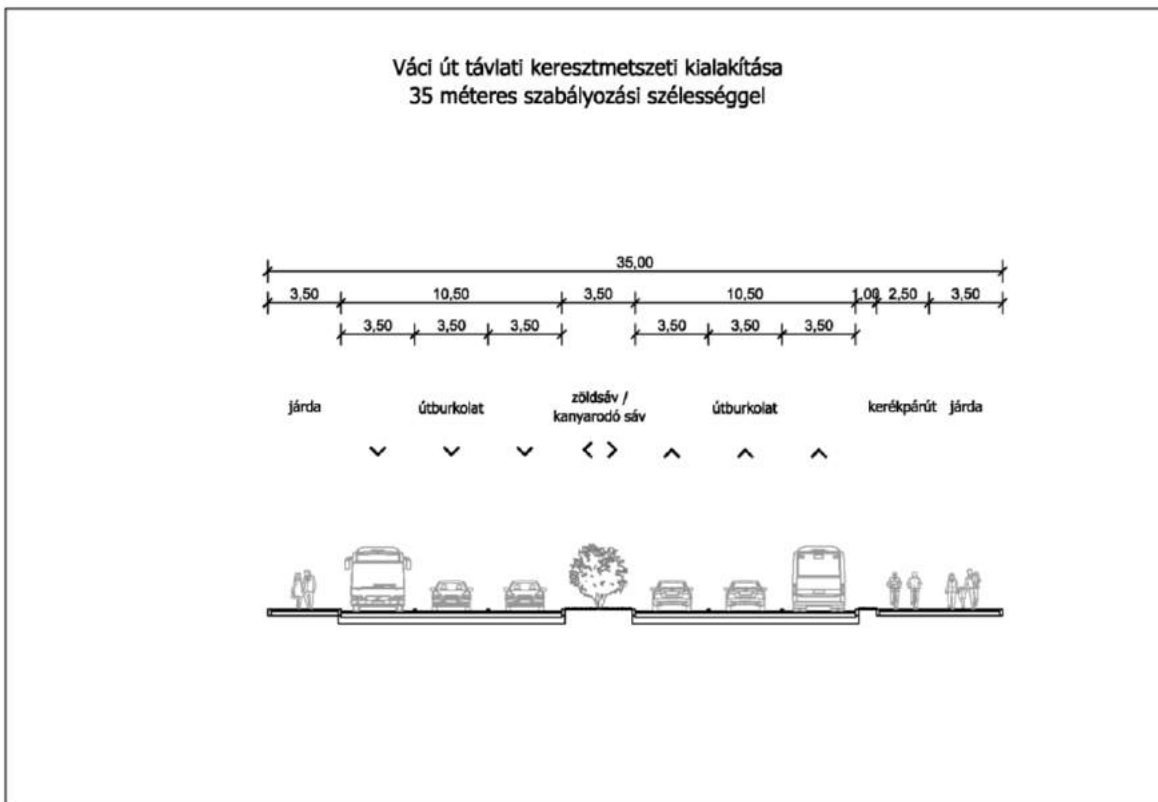 Váci út távlati keresztmetszeti kialakítása
35 méteres szabályozási szélességgel
35,00
3,50 10,50 3,50 10,50 1,00 2,50 3,50
3,50 3,50 3,50 3,50 3,50 3,50
járda útburkolat zöldsáv / kanyarodó sáv útburkolat kerékpárút járda